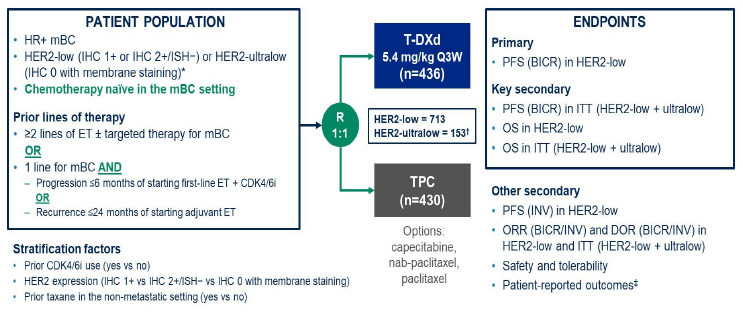 PATIENT POPULATION
• HR+ mBC
• HER2-low (IHC 1+ or IHC 2+/ISH−) or HER2-ultralow
(IHC 0 with membrane staining)*
• Chemotherapy naïve in the mBC setting
Prior lines of therapy
• ≥2 lines of ET ± targeted therapy for mBC
OR
• 1 line for mBC AND
– Progression ≤6 months of starting first-line ET + CDK4/6i
OR
– Recurrence ≤24 months of starting adjuvant ET
Stratification factors
• Prior CDK4/6i use (yes vs no)
• HER2 expression (IHC 1+ vs IHC 2+/ISH− vs IHC 0 with membrane staining)
• Prior taxane in the non-metastatic setting (yes vs no)
R
1:1
T-DXd
5.4 mg/kg Q3W
(n=436)
HER2-low = 713
HER2-ultralow = 153†
TPC
(n=430)
Options:
capecitabine,
nab-paclitaxel,
paclitaxel
ENDPOINTS
Primary
• PFS (BICR) in HER2-low
Key secondary
• PFS (BICR) in ITT (HER2-low + ultralow)
• OS in HER2-low
• OS in ITT (HER2-low + ultralow)
Other secondary
• PFS (INV) in HER2-low
• ORR (BICR/INV) and DOR (BICR/INV) in
HER2-low and ITT (HER2-low + ultralow)
• Safety and tolerability
• Patient-reported outcomes‡